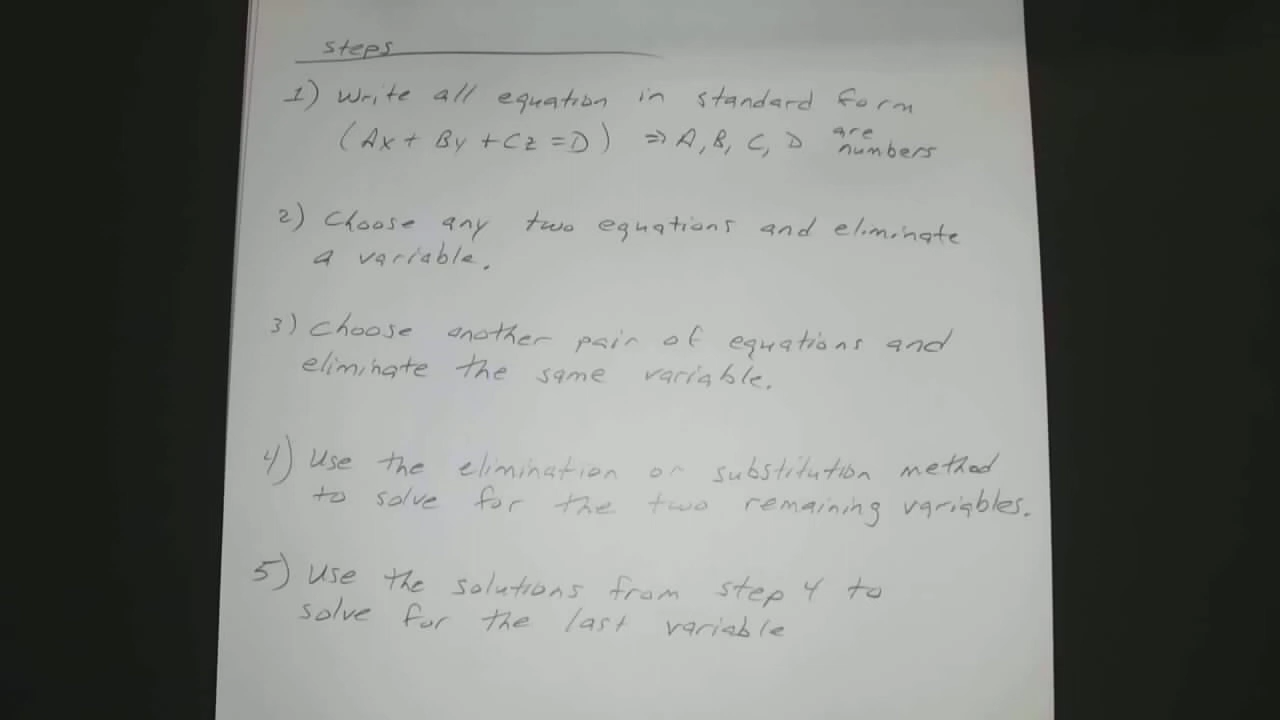 steps
1) Write all equation in standard form
(Ax + By + Cz = D) ⇒ A, B, C, D are numbers
2) Choose any two equations and eliminate
a variable.
3) Choose another pair of equations and
eliminate the same variable.
4) Use the elimination or substitution method
to solve for the two remaining variables.
5) Use the solutions from step 4 to
solve for the last variable